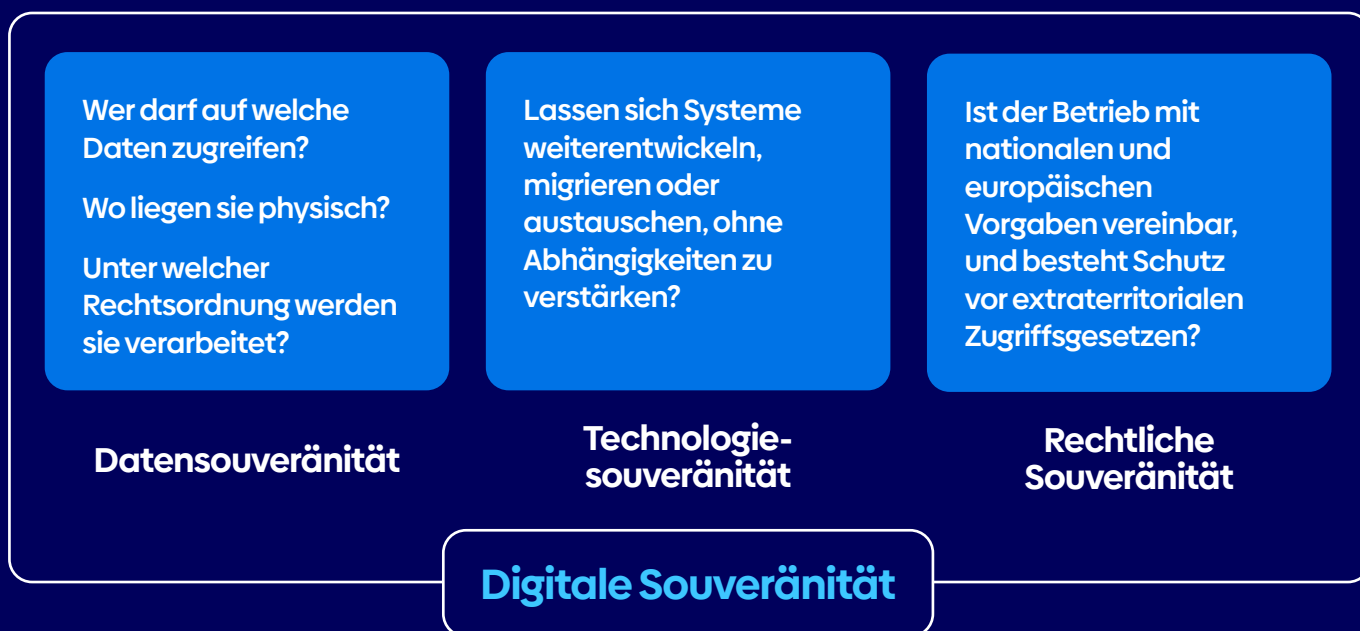 Wer darf auf welche
Daten zugreifen?
Wo liegen sie physisch?
Unter welcher
Rechtsordnung werden
sie verarbeitet?
Datensouveränität
Lassen sich Systeme
weiterentwickeln,
migrieren oder
austauschen, ohne
Abhängigkeiten zu
verstärken?
Technologie-
souveränität
Ist der Betrieb mit
nationalen und
europäischen
Vorgaben vereinbar,
und besteht Schutz
vor extraterritorialen
Zugriffsgesetzen?
Rechtliche
Souveränität
Digitale Souveränität